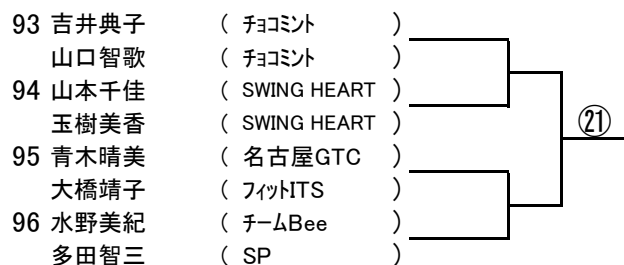 93 吉井典子 ( チョコミント )
山口智歌 ( チョコミント )
94 山本千佳 ( SWING HEART )
玉樹美香 ( SWING HEART )
㉑
95 青木晴美 ( 名古屋GTC )
大橋靖子 ( フィットITS )
96 水野美紀 ( チームBee )
多田智三 ( SP )